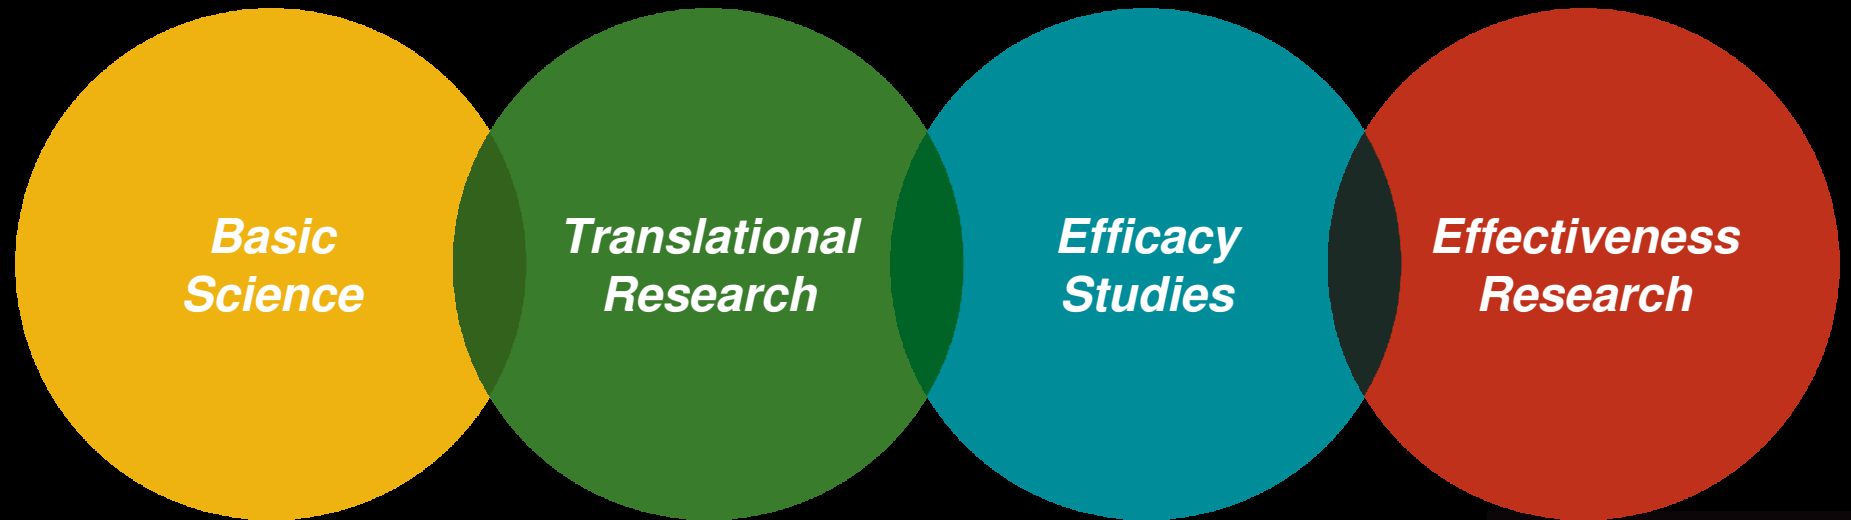 Basic
Science
Translational
Research
Efficacy
Studies
Effectiveness
Research